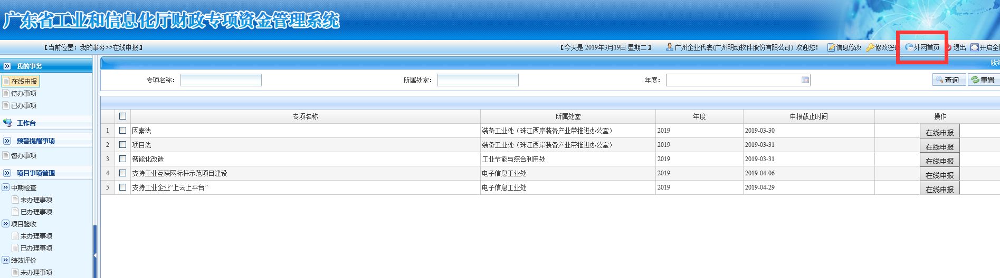 广东省工业和信息化厅财政专项资金管理系统
【当前位置：我的事务>>在线申报】
【今天是 2019年3月19日 星期二】 广州企业代表(广州明动软件股份有限公司) 欢迎您! 信息修改 修改密码 外网首页 退出 开启全
我的事务
在线申报
待办事项
已办事项
工作台
预警提醒事项
督办事项
项目事项管理
中期检查
未办理事项
已办理事项
项目验收
未办理事项
已办理事项
绩效评价
未办理事项
收
专项名称： 所属处室： 年度： 查询 重置
专项名称 所属处室 年度 申报截止时间 操作
1 因素法 装备工业处（珠江西岸装备产业带推进办公室） 2019 2019-03-30 在线申报
2 项目法 装备工业处（珠江西岸装备产业带推进办公室） 2019 2019-03-31 在线申报
3 智能化改造 工业节能与综合利用处 2019 2019-03-31 在线申报
4 支持工业互联网标杆示范项目建设 电子信息工业处 2019 2019-04-06 在线申报
5 支持工业企业“上云上平台” 电子信息工业处 2019 2019-04-29 在线申报